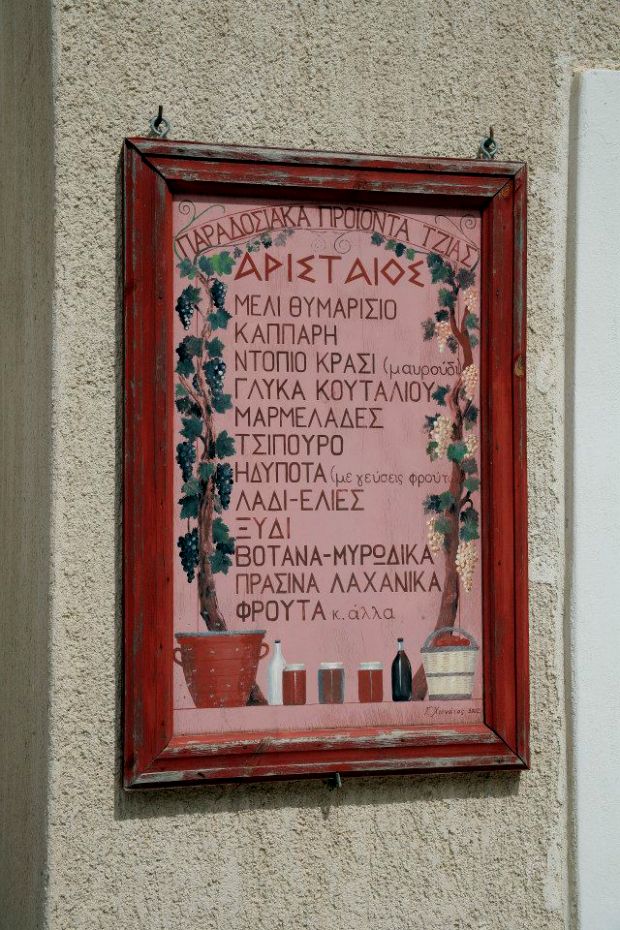 ΠΑΡΑΔΟΣΙΑΚΑ ΠΡΟΪΟΝΤΑ ΤΖΙΑΣ
ΑΡΙΣΤΑΙΟΣ
ΜΕΛΙ ΘΥΜΑΡΙΣΙΟ
ΚΑΠΠΑΡΗ
ΝΤΟΠΙΟ ΚΡΑΣΙ (μαυρούδι)
ΓΛΥΚΑ ΚΟΥΤΑΛΙΟΥ
ΜΑΡΜΕΛΑΔΕΣ
ΤΣΙΠΟΥΡΟ
ΗΔΥΠΟΤΑ (με γεύσεις φρούτ
ΛΑΔΙ-ΕΛΙΕΣ
ΞΥΔΙ
ΒΟΤΑΝΑ-ΜΥΡΩΔΙΚΑ
ΠΡΑΣΙΝΑ ΛΑΧΑΝΙΚΑ
ΦΡΟΥΤΑ κ. άλλα